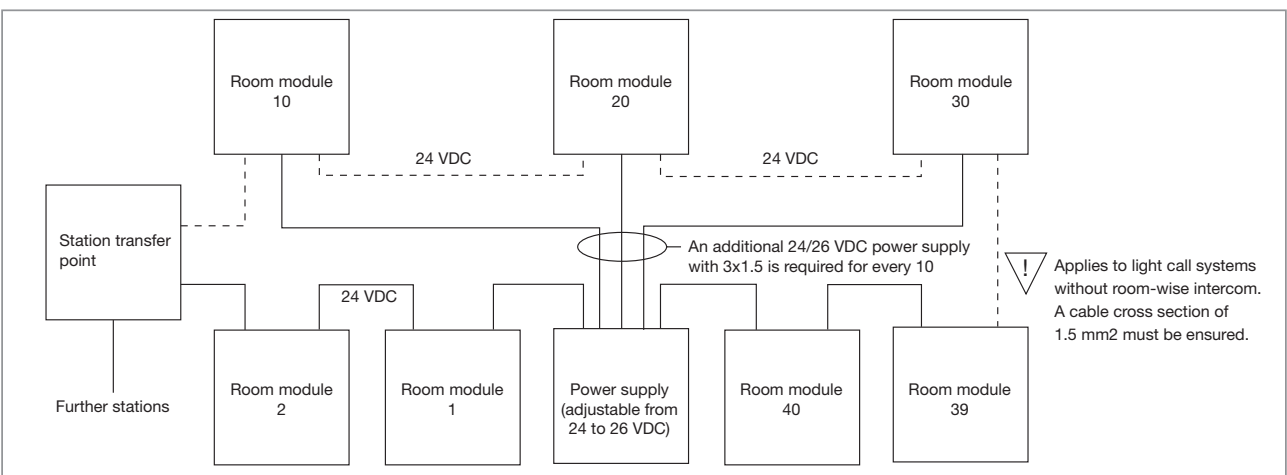 Room module
10
Room module
20
Room module
30
24 VDC
24 VDC
Station transfer
point
An additional 24/26 VDC power supply
with 3x1.5 is required for every 10
!
Applies to light call systems
without room-wise intercom.
A cable cross section of
1.5 mm2 must be ensured.
24 VDC
Further stations
Room module
2
Room module
1
Power supply
(adjustable from
24 to 26 VDC)
Room module
40
Room module
39